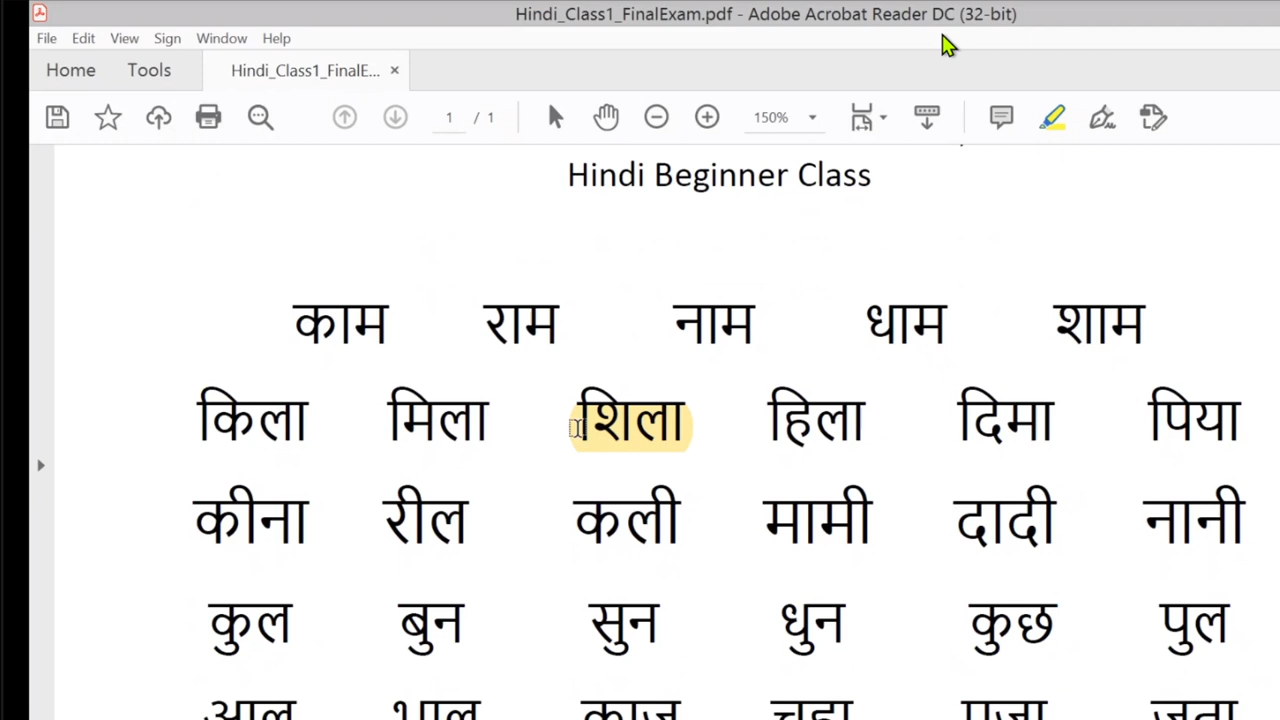 Hindi_Class1_FinalExam.pdf - Adobe Acrobat Reader DC (32-bit)
File Edit View Sign Window Help
Home Tools Hindi_Class1_FinalE... ×
1 / 1 150%
Hindi Beginner Class
काम राम नाम धाम शाम
किला मिला शिला हिला दिमा पिया
कीना रील कली मामी दादी नानी
कुल बुन सुन धुन कुछ पुल